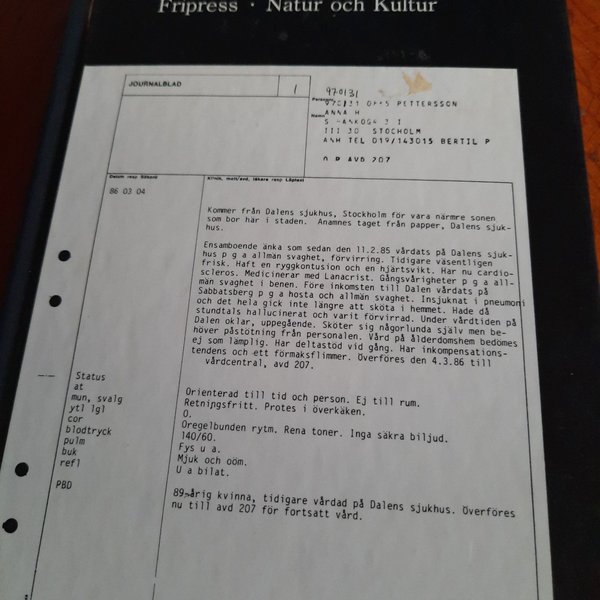 Fripress · Natur och Kultur
JOURNALBLAD
1
970131
PETTERSSON
ANNA H
111 30 STOCHOLM
ANH TEL 019/143015 BERTIL P
AVD 207
86 03 04
Kommer från Dalens sjukhus, Stockholm för vara närmre sonen
som bor här i staden. Anamnes taget från papper, Dalens sjuk-
hus.
Ensamboende änka som sedan den 11.2.85 vårdats på Dalens sjuk-
hus p g a allmän svaghet, förvirring. Tidigare väsentligen
frisk. Haft en ryggkontusion och en hjärtsvikt. Har nu cardio-
scleros. Medicinerar med Lanacrist. Gångsvårigheter p g a all-
män svaghet i benen. Före inkomsten till Dalen vårdats på
Sabbatsberg p g a hosta och allmän svaghet. Insjuknat i pneumoni
och det hela gick inte längre att sköta i hemmet. Hade då
stundtals hallucinerat och varit förvirrad. Under vårdtiden på
Dalen oklar, uppegående. Sköter sig någorlunda själv men be-
höver påstötning från personalen. Vård på ålderdomshem bedömes
ej som lämplig. Har deltastöd vid gång. Har inkompensations-
tendens och ett förmaksflimmer. Överföres den 4.3.86 till
vårdcentral, avd 207.
Status
at Orienterad till tid och person. Ej till rum.
mun, svalg Retningsfritt. Protes i överkäken.
ytl lgl 0.
cor Oregelbunden rytm. Rena toner. Inga säkra biljud.
blodtryck 140/60.
pulm Fys u a.
buk Mjuk och oöm.
refl U a bilat.
PBD 89-årig kvinna, tidigare vårdad på Dalens sjukhus. Överföres
nu till avd 207 för fortsatt vård.